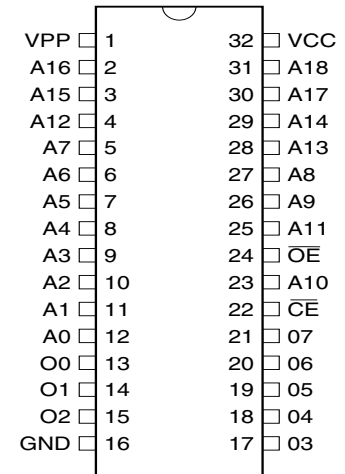 VPP 1 32 VCC
A16 2 31 A18
A15 3 30 A17
A12 4 29 A14
A7 5 28 A13
A6 6 27 A8
A5 7 26 A9
A4 8 25 A11
A3 9 24 O̅E̅
A2 10 23 A10
A1 11 22 C̅E̅
A0 12 21 07
O0 13 20 06
O1 14 19 05
O2 15 18 04
GND 16 17 03